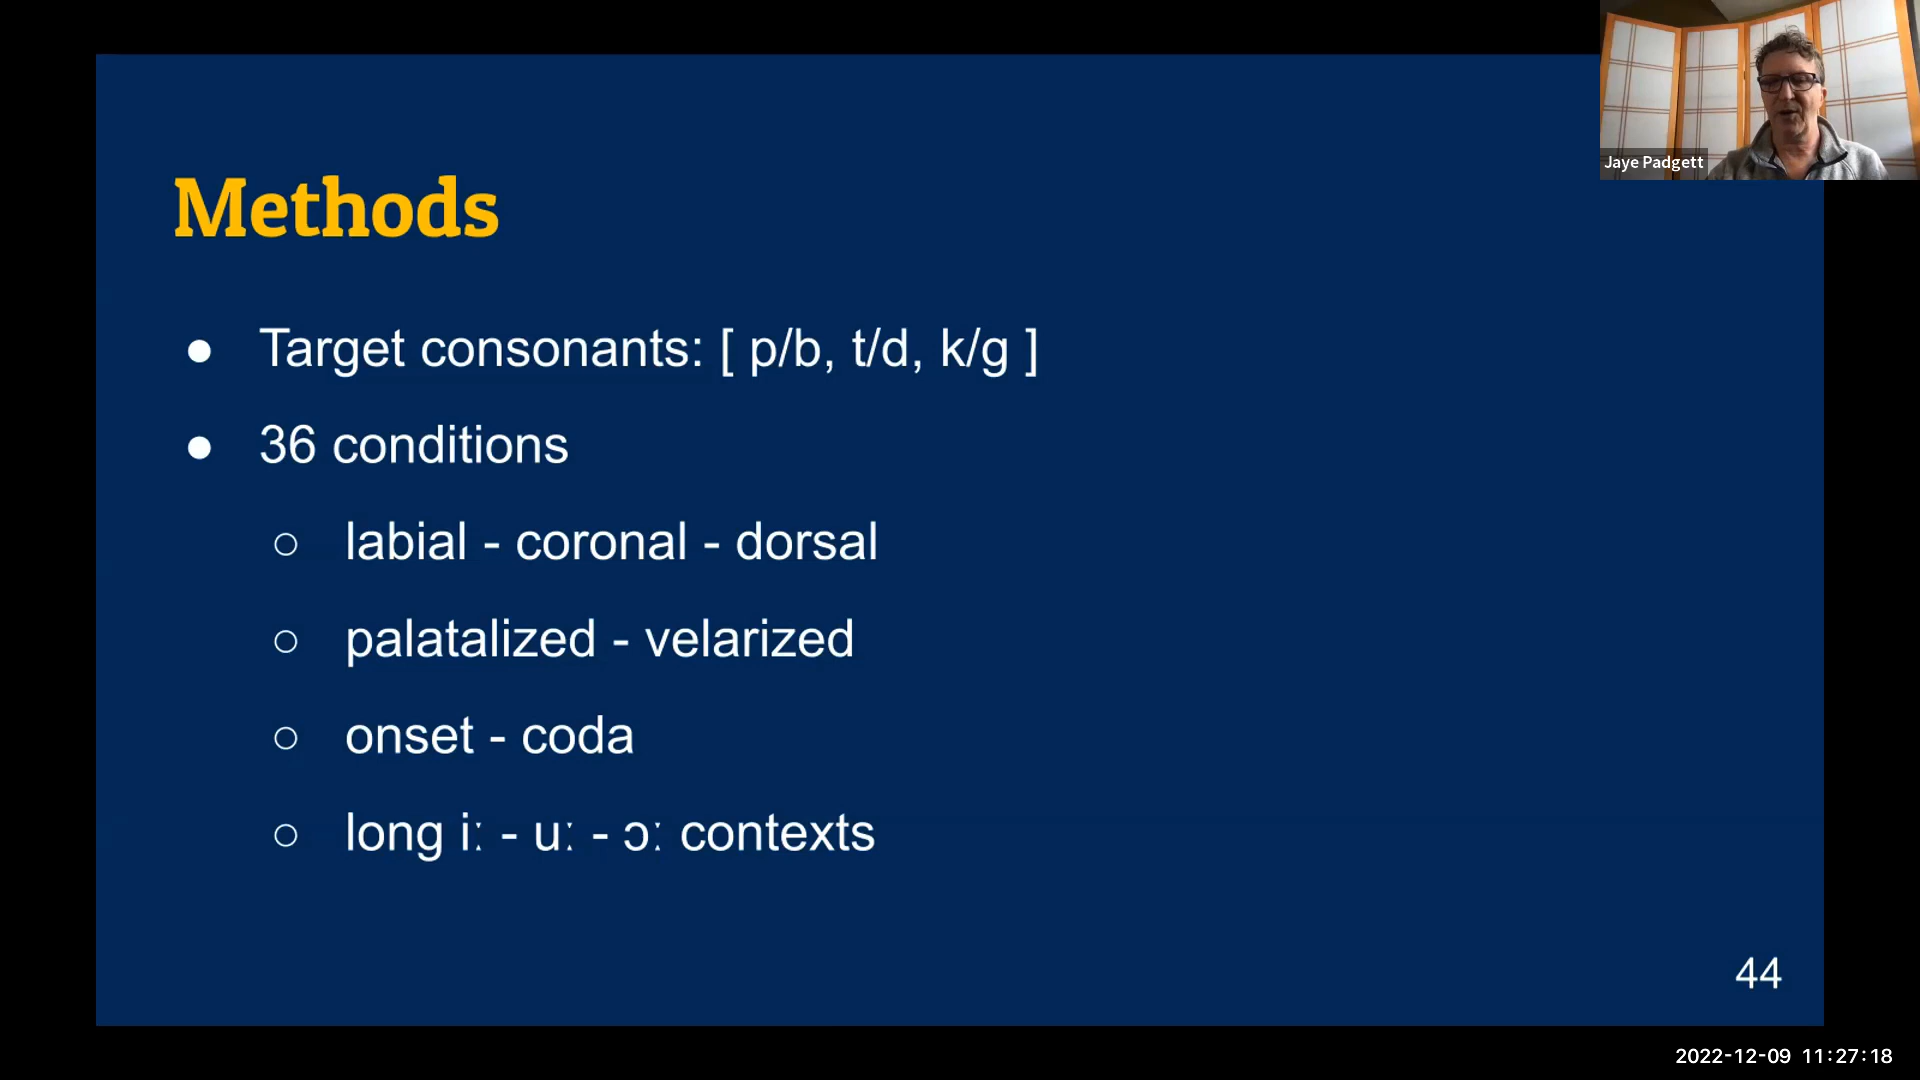 Jaye Padgett
Methods
● Target consonants: [ p/b, t/d, k/g ]
● 36 conditions
○ labial - coronal - dorsal
○ palatalized - velarized
○ onset - coda
○ long iː - uː - ɔː contexts
44
2022-12-09 11:27:18